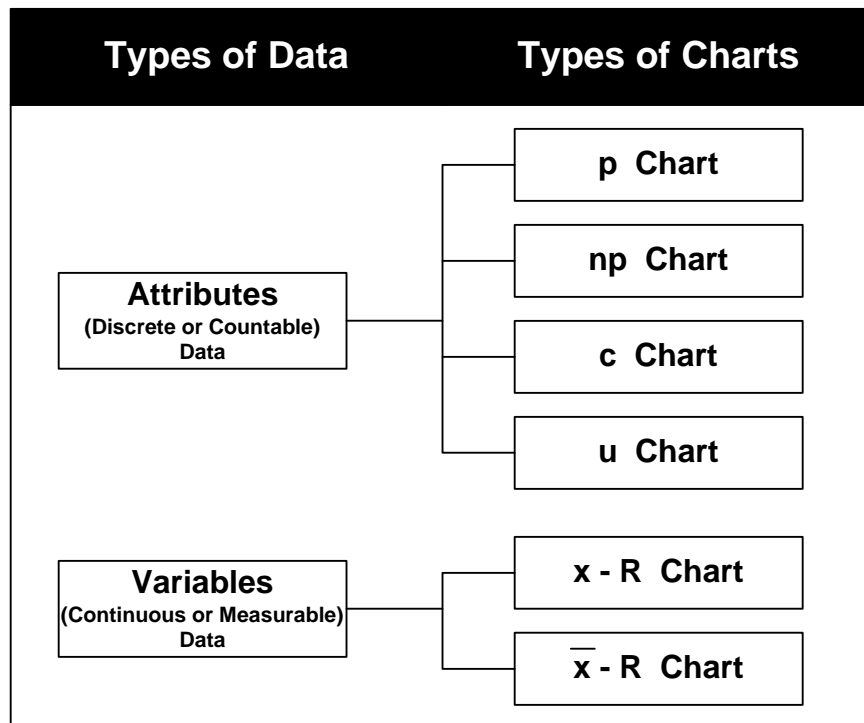 Types of Data
Types of Charts
Attributes
(Discrete or Countable)
Data
p Chart
np Chart
c Chart
u Chart
Variables
(Continuous or Measurable)
Data
x - R Chart
x̅ - R Chart